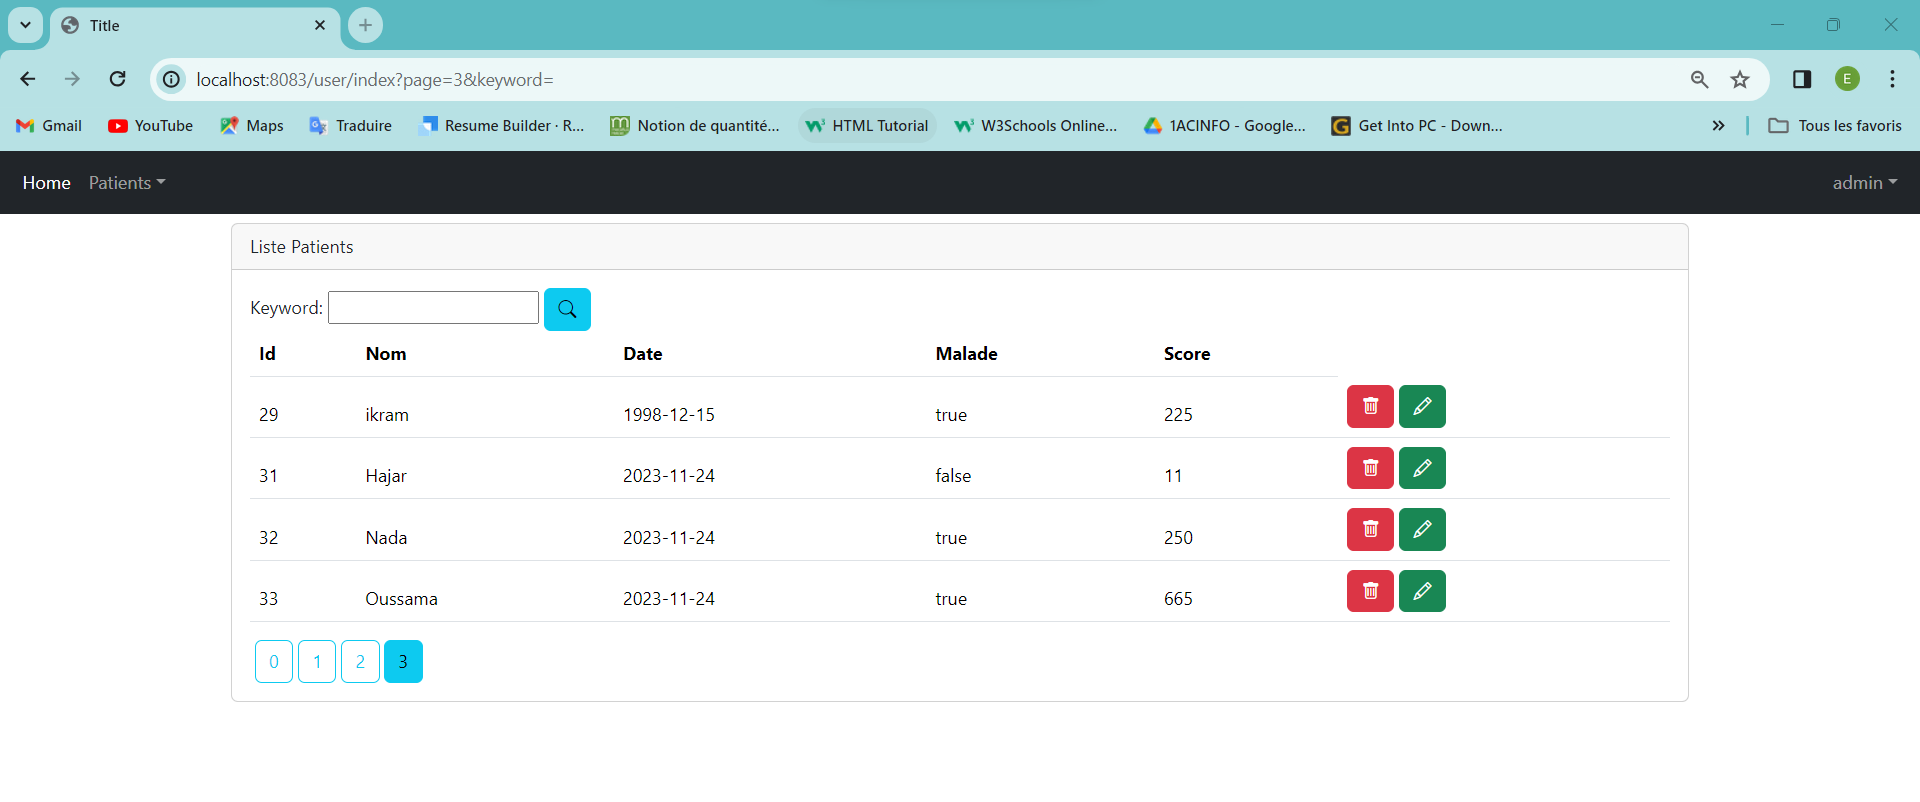 Title
localhost:8083/user/index?page=3&keyword=
E
Gmail YouTube Maps Traduire Resume Builder · R... Notion de quantité... HTML Tutorial W3Schools Online... 1ACINFO - Google... Get Into PC - Down... Tous les favoris
Home Patients admin
Liste Patients
Keyword:
Id Nom Date Malade Score
29 ikram 1998-12-15 true 225
31 Hajar 2023-11-24 false 11
32 Nada 2023-11-24 true 250
33 Oussama 2023-11-24 true 665
0 1 2 3